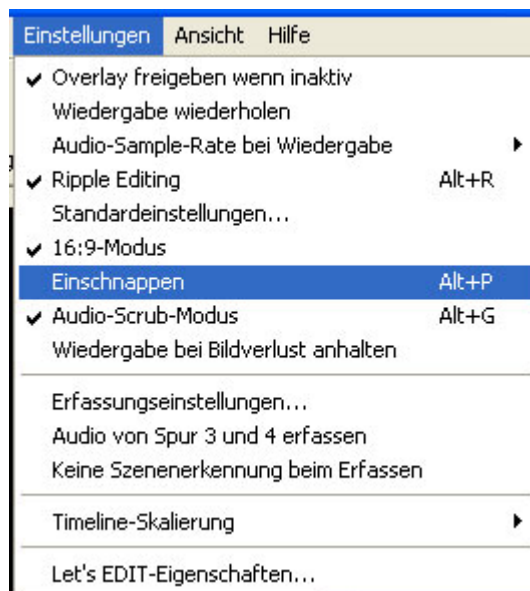 Einstellungen Ansicht Hilfe
Overlay freigeben wenn inaktiv
Wiedergabe wiederholen
Audio-Sample-Rate bei Wiedergabe
Ripple Editing Alt+R
Standardeinstellungen...
16:9-Modus
Einschnappen Alt+P
Audio-Scrub-Modus Alt+G
Wiedergabe bei Bildverlust anhalten
Erfassungseinstellungen...
Audio von Spur 3 und 4 erfassen
Keine Szenenerkennung beim Erfassen
Timeline-Skalierung
Let's EDIT-Eigenschaften...